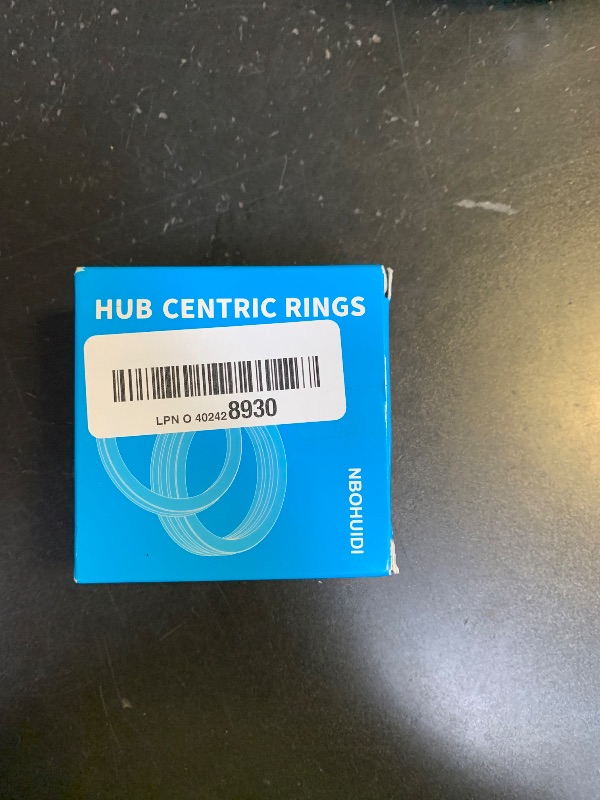 HUB CENTRIC RINGS
LPN O 402428930
NBOHUIDI